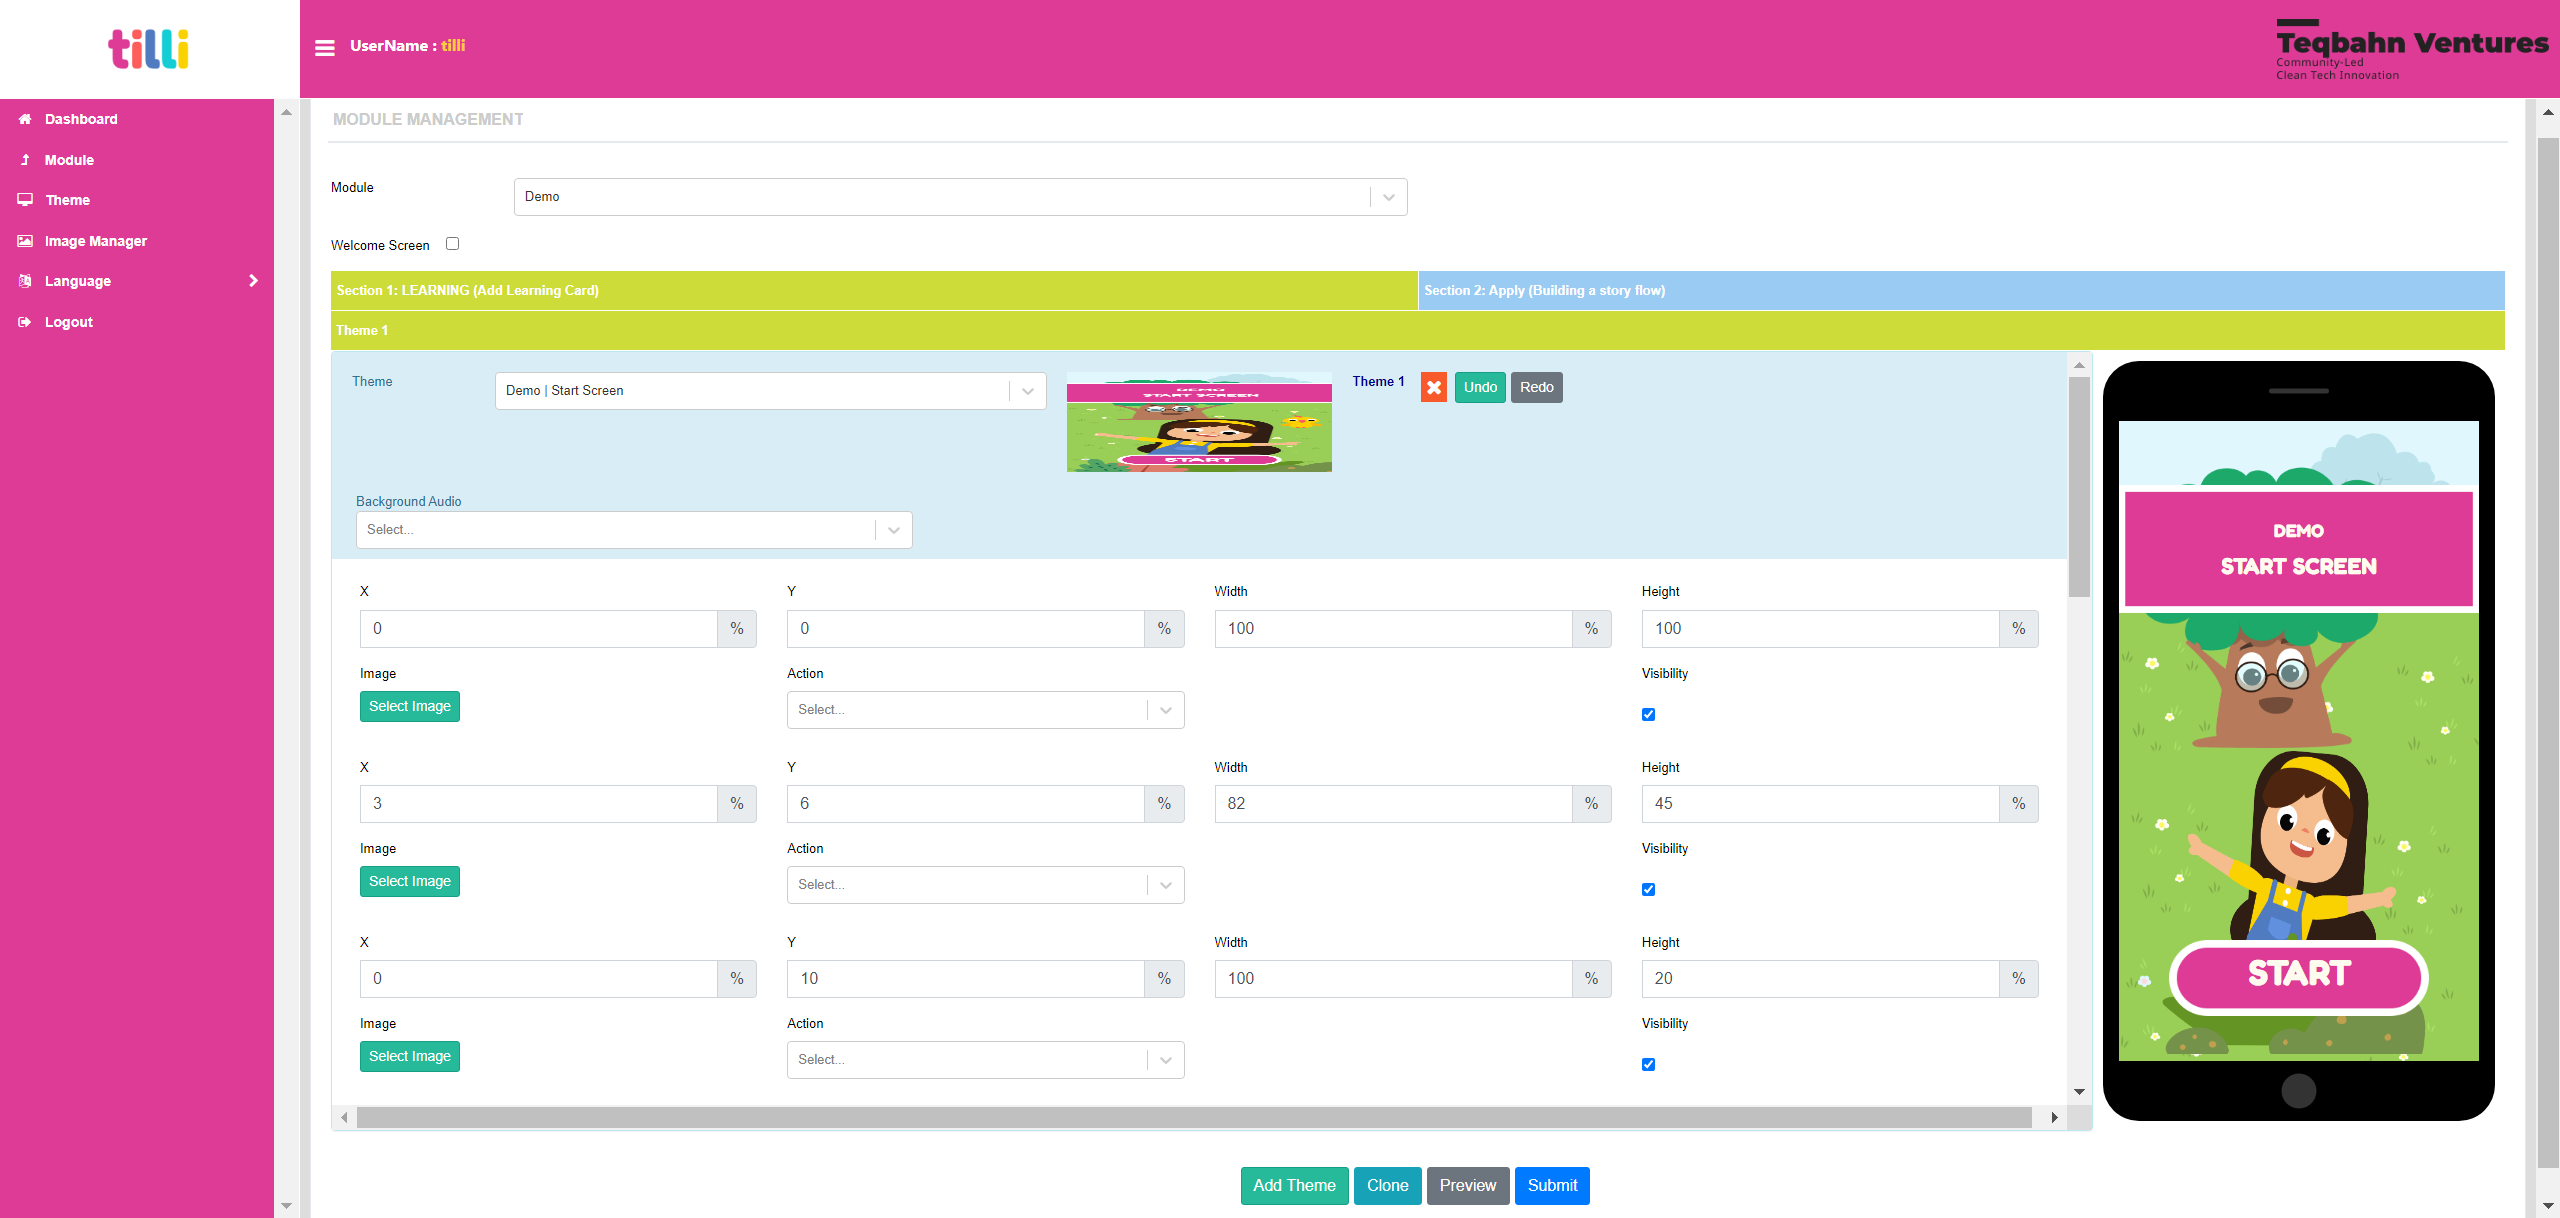 tilli
UserName : tilli
Teqbahn Ventures
Community-Led
Clean Tech Innovation
Dashboard
Module
Theme
Image Manager
Language
Logout
MODULE MANAGEMENT
Module
Demo
Welcome Screen
Section 1: LEARNING (Add Learning Card)
Section 2: Apply (Building a story flow)
Theme 1
Theme
Demo | Start Screen
DEMO
START SCREEN
START
Theme 1
Undo
Redo
Background Audio
Select...
X
Y
Width
Height
0 %
0 %
100 %
100 %
Image
Action
Visibility
Select Image
Select...
X
Y
Width
Height
3 %
6 %
82 %
45 %
Image
Action
Visibility
Select Image
Select...
X
Y
Width
Height
0 %
10 %
100 %
20 %
Image
Action
Visibility
Select Image
Select...
DEMO
START SCREEN
START
Add Theme
Clone
Preview
Submit